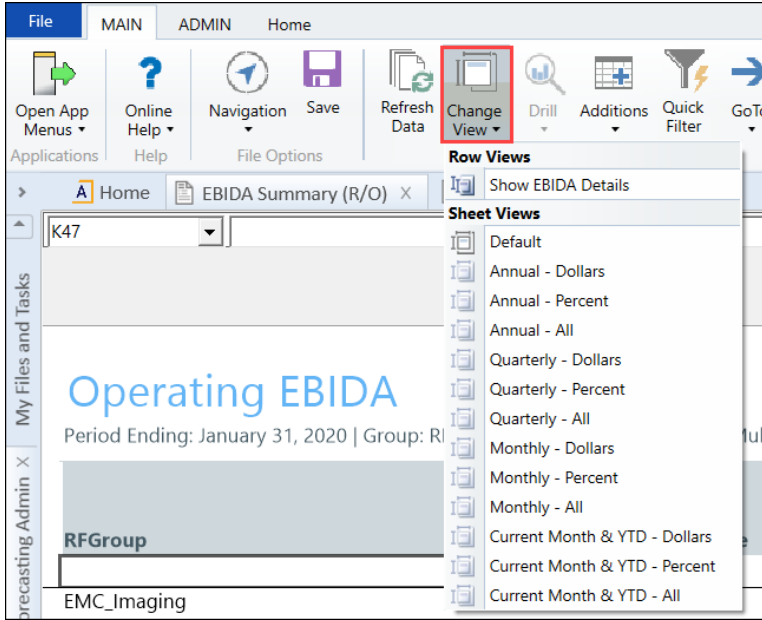 File MAIN ADMIN Home
Open App Menus
Online Help
Navigation
Save
Refresh Data
Change View
Drill
Additions
Quick Filter
Applications Help File Options
Row Views
Show EBIDA Details
Home EBIDA Summary (R/O) X
Sheet Views
K47
Default
Annual - Dollars
Annual - Percent
Annual - All
Quarterly - Dollars
Quarterly - Percent
Quarterly - All
Monthly - Dollars
Monthly - Percent
Monthly - All
Current Month & YTD - Dollars
Current Month & YTD - Percent
Current Month & YTD - All
My Files and Tasks
Operating EBIDA
Period Ending: January 31, 2020 | Group:
RFGroup
EMC_Imaging
Admin